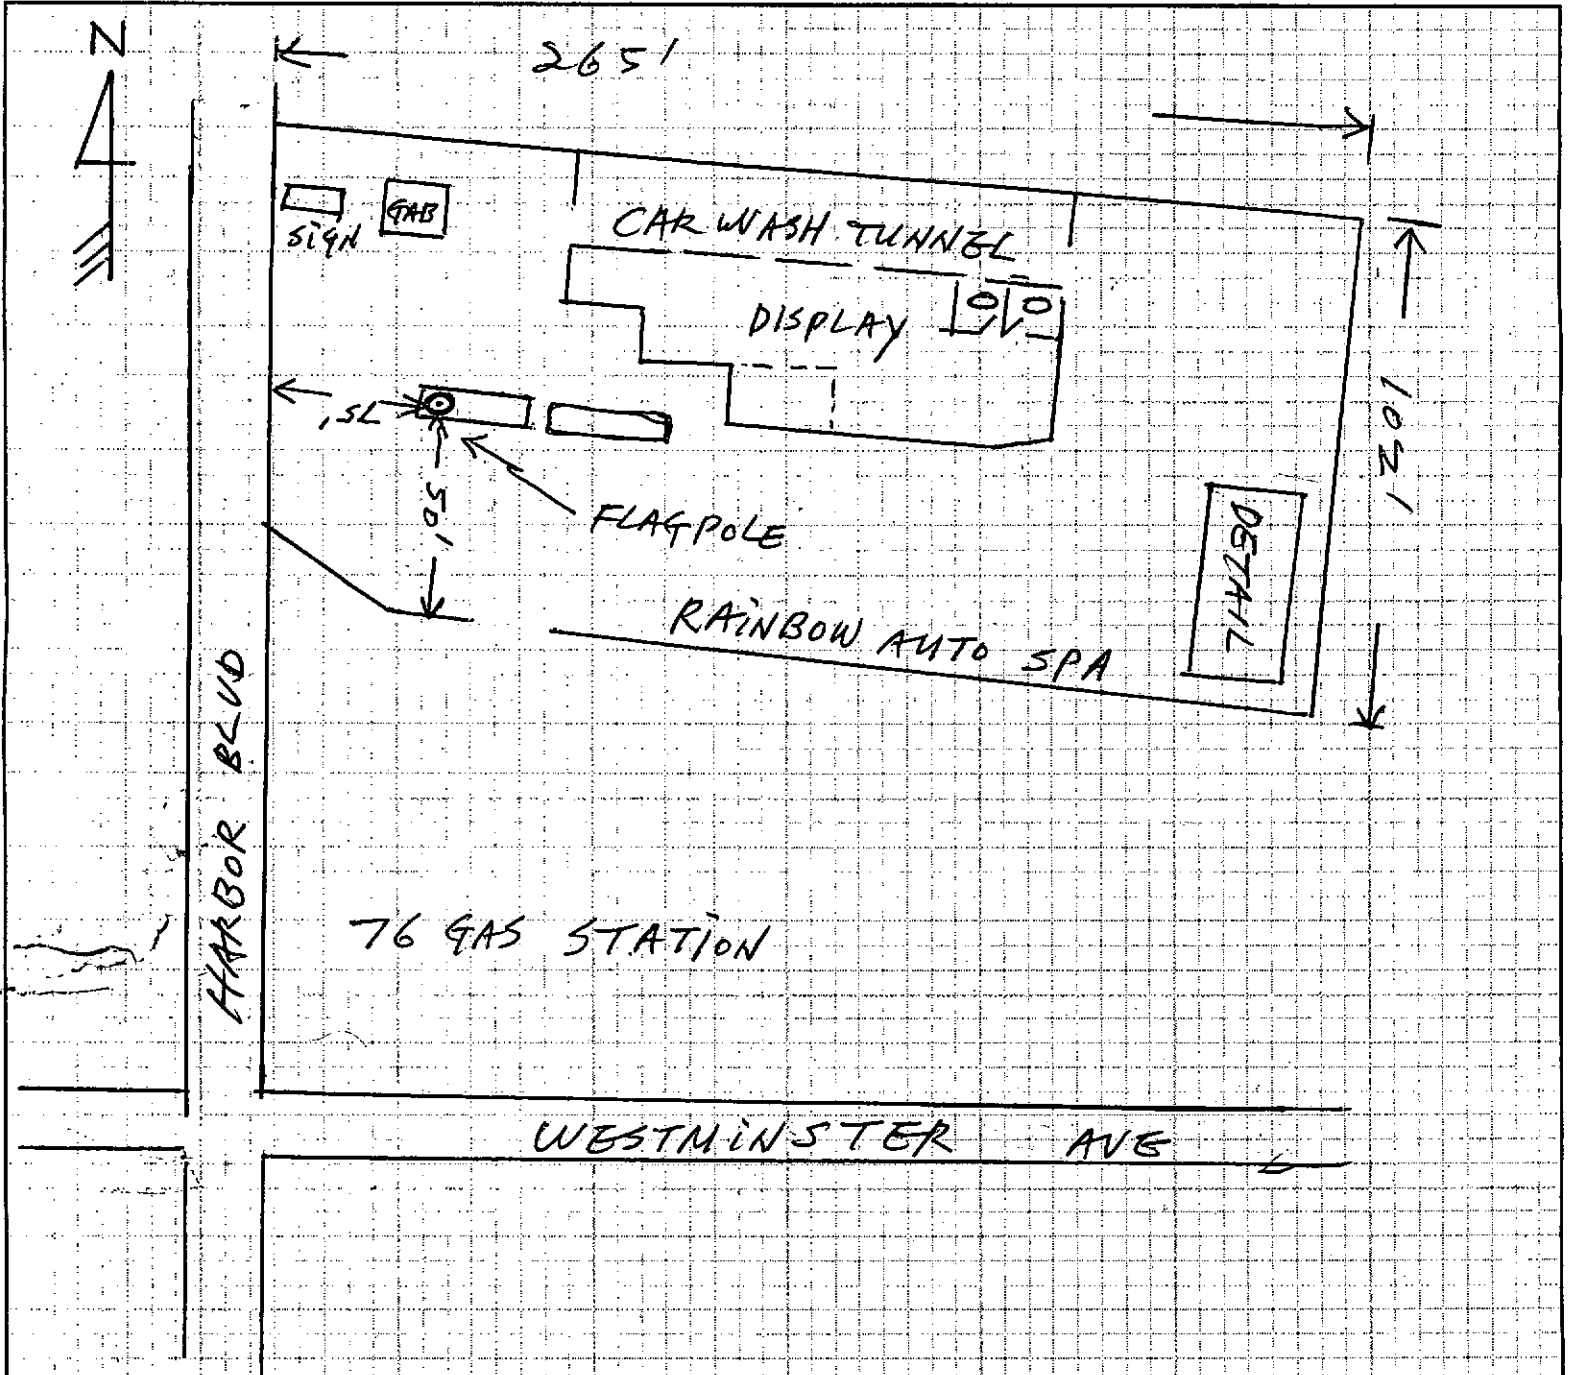 N
265'
SIGN
GAB
CAR WASH TUNNEL
DISPLAY
75'
50'
FLAGPOLE
103'
DETAIL
RAINBOW AUTO SPA
HARBOR BLVD
76 GAS STATION
WESTMINSTER AVE